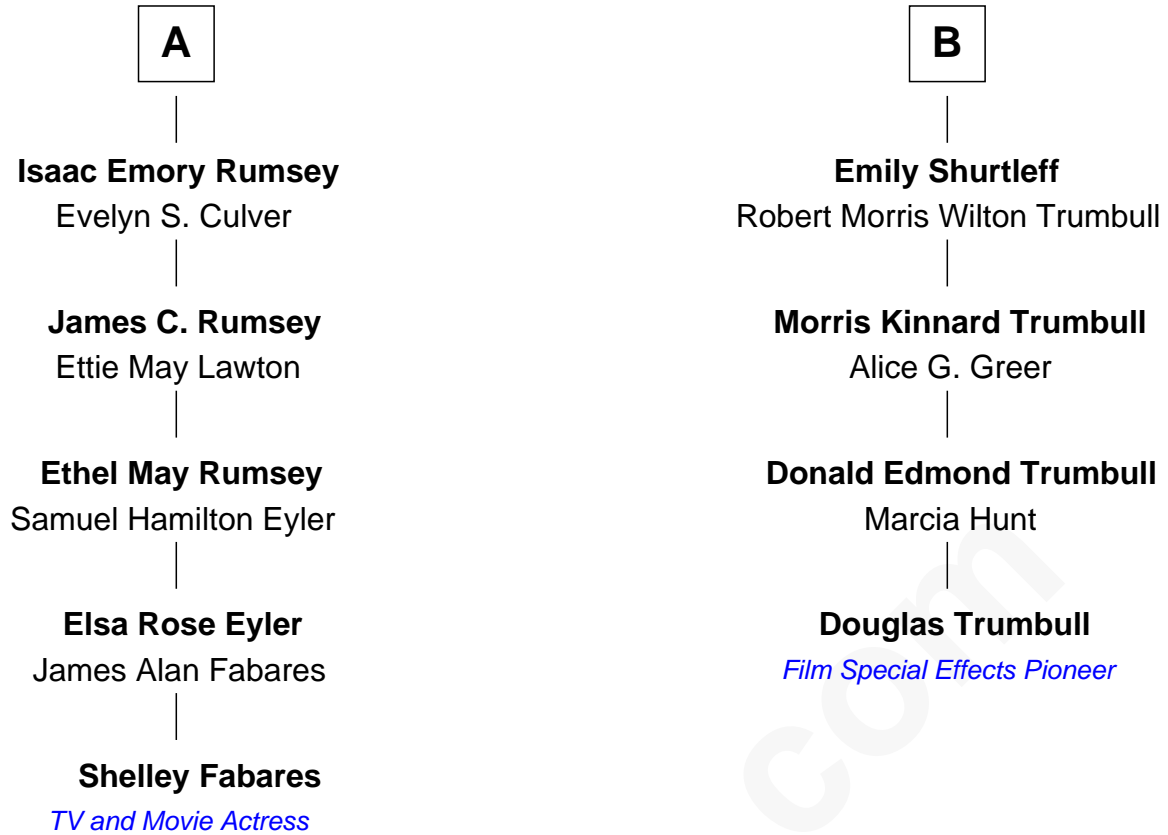 A
Isaac Emory Rumsey
Evelyn S. Culver
James C. Rumsey
Ettie May Lawton
Ethel May Rumsey
Samuel Hamilton Eyler
Elsa Rose Eyler
James Alan Fabares
Shelley Fabares
TV and Movie Actress
B
Emily Shurtleff
Robert Morris Wilton Trumbull
Morris Kinnard Trumbull
Alice G. Greer
Donald Edmond Trumbull
Marcia Hunt
Douglas Trumbull
Film Special Effects Pioneer
com